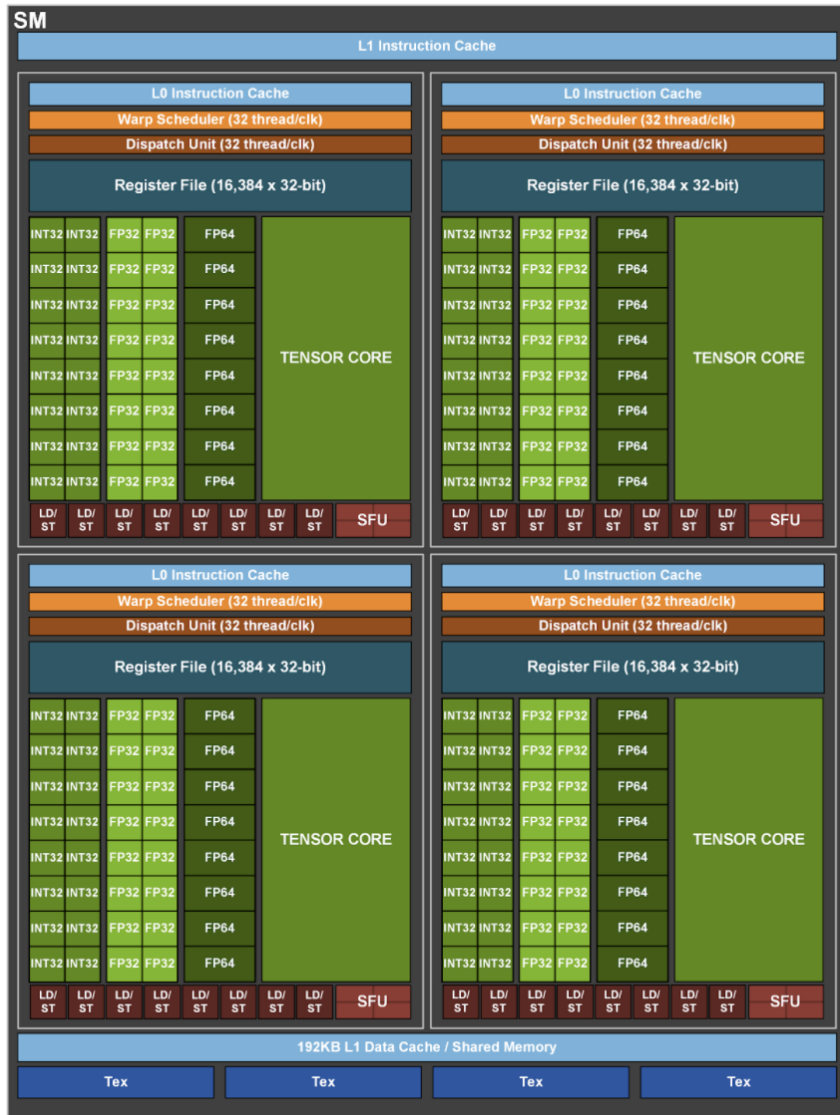 SM
L1 Instruction Cache
L0 Instruction Cache
Warp Scheduler (32 thread/clk)
Dispatch Unit (32 thread/clk)
Register File (16,384 x 32-bit)
INT32 INT32 FP32 FP32 FP64
INT32 INT32 FP32 FP32 FP64
INT32 INT32 FP32 FP32 FP64
INT32 INT32 FP32 FP32 FP64
TENSOR CORE
INT32 INT32 FP32 FP32 FP64
INT32 INT32 FP32 FP32 FP64
INT32 INT32 FP32 FP32 FP64
INT32 INT32 FP32 FP32 FP64
LD/ LD/ LD/ LD/ LD/ LD/ LD/ LD/
ST ST ST ST ST ST ST ST
SFU
L0 Instruction Cache
Warp Scheduler (32 thread/clk)
Dispatch Unit (32 thread/clk)
Register File (16,384 x 32-bit)
INT32 INT32 FP32 FP32 FP64
INT32 INT32 FP32 FP32 FP64
INT32 INT32 FP32 FP32 FP64
INT32 INT32 FP32 FP32 FP64
TENSOR CORE
INT32 INT32 FP32 FP32 FP64
INT32 INT32 FP32 FP32 FP64
INT32 INT32 FP32 FP32 FP64
INT32 INT32 FP32 FP32 FP64
LD/ LD/ LD/ LD/ LD/ LD/ LD/ LD/
ST ST ST ST ST ST ST ST
SFU
L0 Instruction Cache
Warp Scheduler (32 thread/clk)
Dispatch Unit (32 thread/clk)
Register File (16,384 x 32-bit)
INT32 INT32 FP32 FP32 FP64
INT32 INT32 FP32 FP32 FP64
INT32 INT32 FP32 FP32 FP64
INT32 INT32 FP32 FP32 FP64
TENSOR CORE
INT32 INT32 FP32 FP32 FP64
INT32 INT32 FP32 FP32 FP64
INT32 INT32 FP32 FP32 FP64
INT32 INT32 FP32 FP32 FP64
LD/ LD/ LD/ LD/ LD/ LD/ LD/ LD/
ST ST ST ST ST ST ST ST
SFU
L0 Instruction Cache
Warp Scheduler (32 thread/clk)
Dispatch Unit (32 thread/clk)
Register File (16,384 x 32-bit)
INT32 INT32 FP32 FP32 FP64
INT32 INT32 FP32 FP32 FP64
INT32 INT32 FP32 FP32 FP64
INT32 INT32 FP32 FP32 FP64
TENSOR CORE
INT32 INT32 FP32 FP32 FP64
INT32 INT32 FP32 FP32 FP64
INT32 INT32 FP32 FP32 FP64
INT32 INT32 FP32 FP32 FP64
LD/ LD/ LD/ LD/ LD/ LD/ LD/ LD/
ST ST ST ST ST ST ST ST
SFU
192KB L1 Data Cache / Shared Memory
Tex Tex Tex Tex